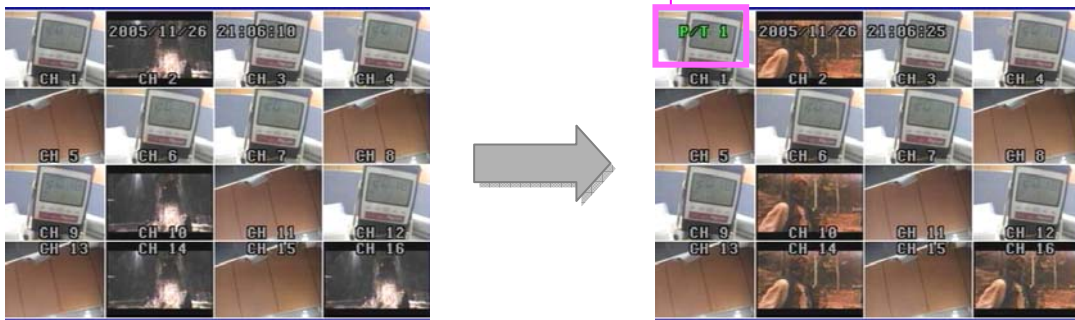 2005/11/26 21:06:10
CH 1 CH 2 CH 3 CH 4
CH 5 CH 6 CH 7 CH 8
CH 9 CH 10 CH 11 CH 12
CH 13 CH 14 CH 15 CH 16
P/T 1 2005/11/26 21:06:25
CH 1 CH 2 CH 3 CH 4
CH 5 CH 6 CH 7 CH 8
CH 9 CH 10 CH 11 CH 12
CH 13 CH 14 CH 15 CH 16